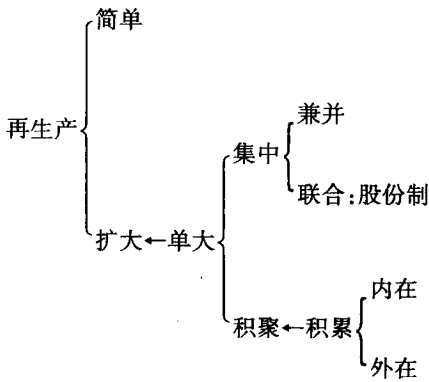 简单
再生产
兼并
集中
联合:股份制
扩大←单大
内在
积聚←积累
外在